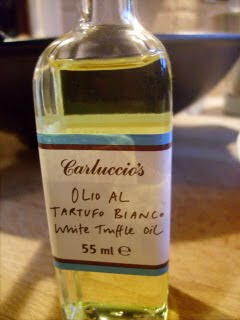 Carluccio's
OLIO AL
TARTUFO BIANCO
White Truffle Oil
55 ml ℮